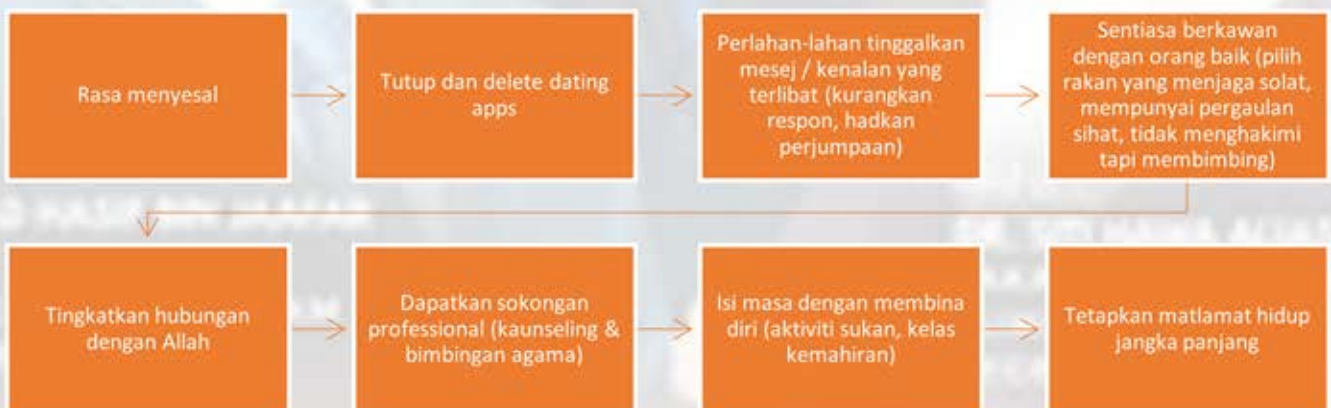 Rasa menyesal
Tutup dan delete dating
apps
Perlahan-lahan tinggalkan
mesej / kenalan yang
terlibat (kurangkan
respon, hadkan
perjumpaan)
Sentiasa berkawan
dengan orang baik (pilih
rakan yang menjaga solat,
mempunyai pergaulan
sihat, tidak menghakimi
tapi membimbing)
Tingkatkan hubungan
dengan Allah
Dapatkan sokongan
professional (kaunseling &
bimbingan agama)
Isi masa dengan membina
diri (aktiviti sukan, kelas
kemahiran)
Tetapkan matlamat hidup
jangka panjang